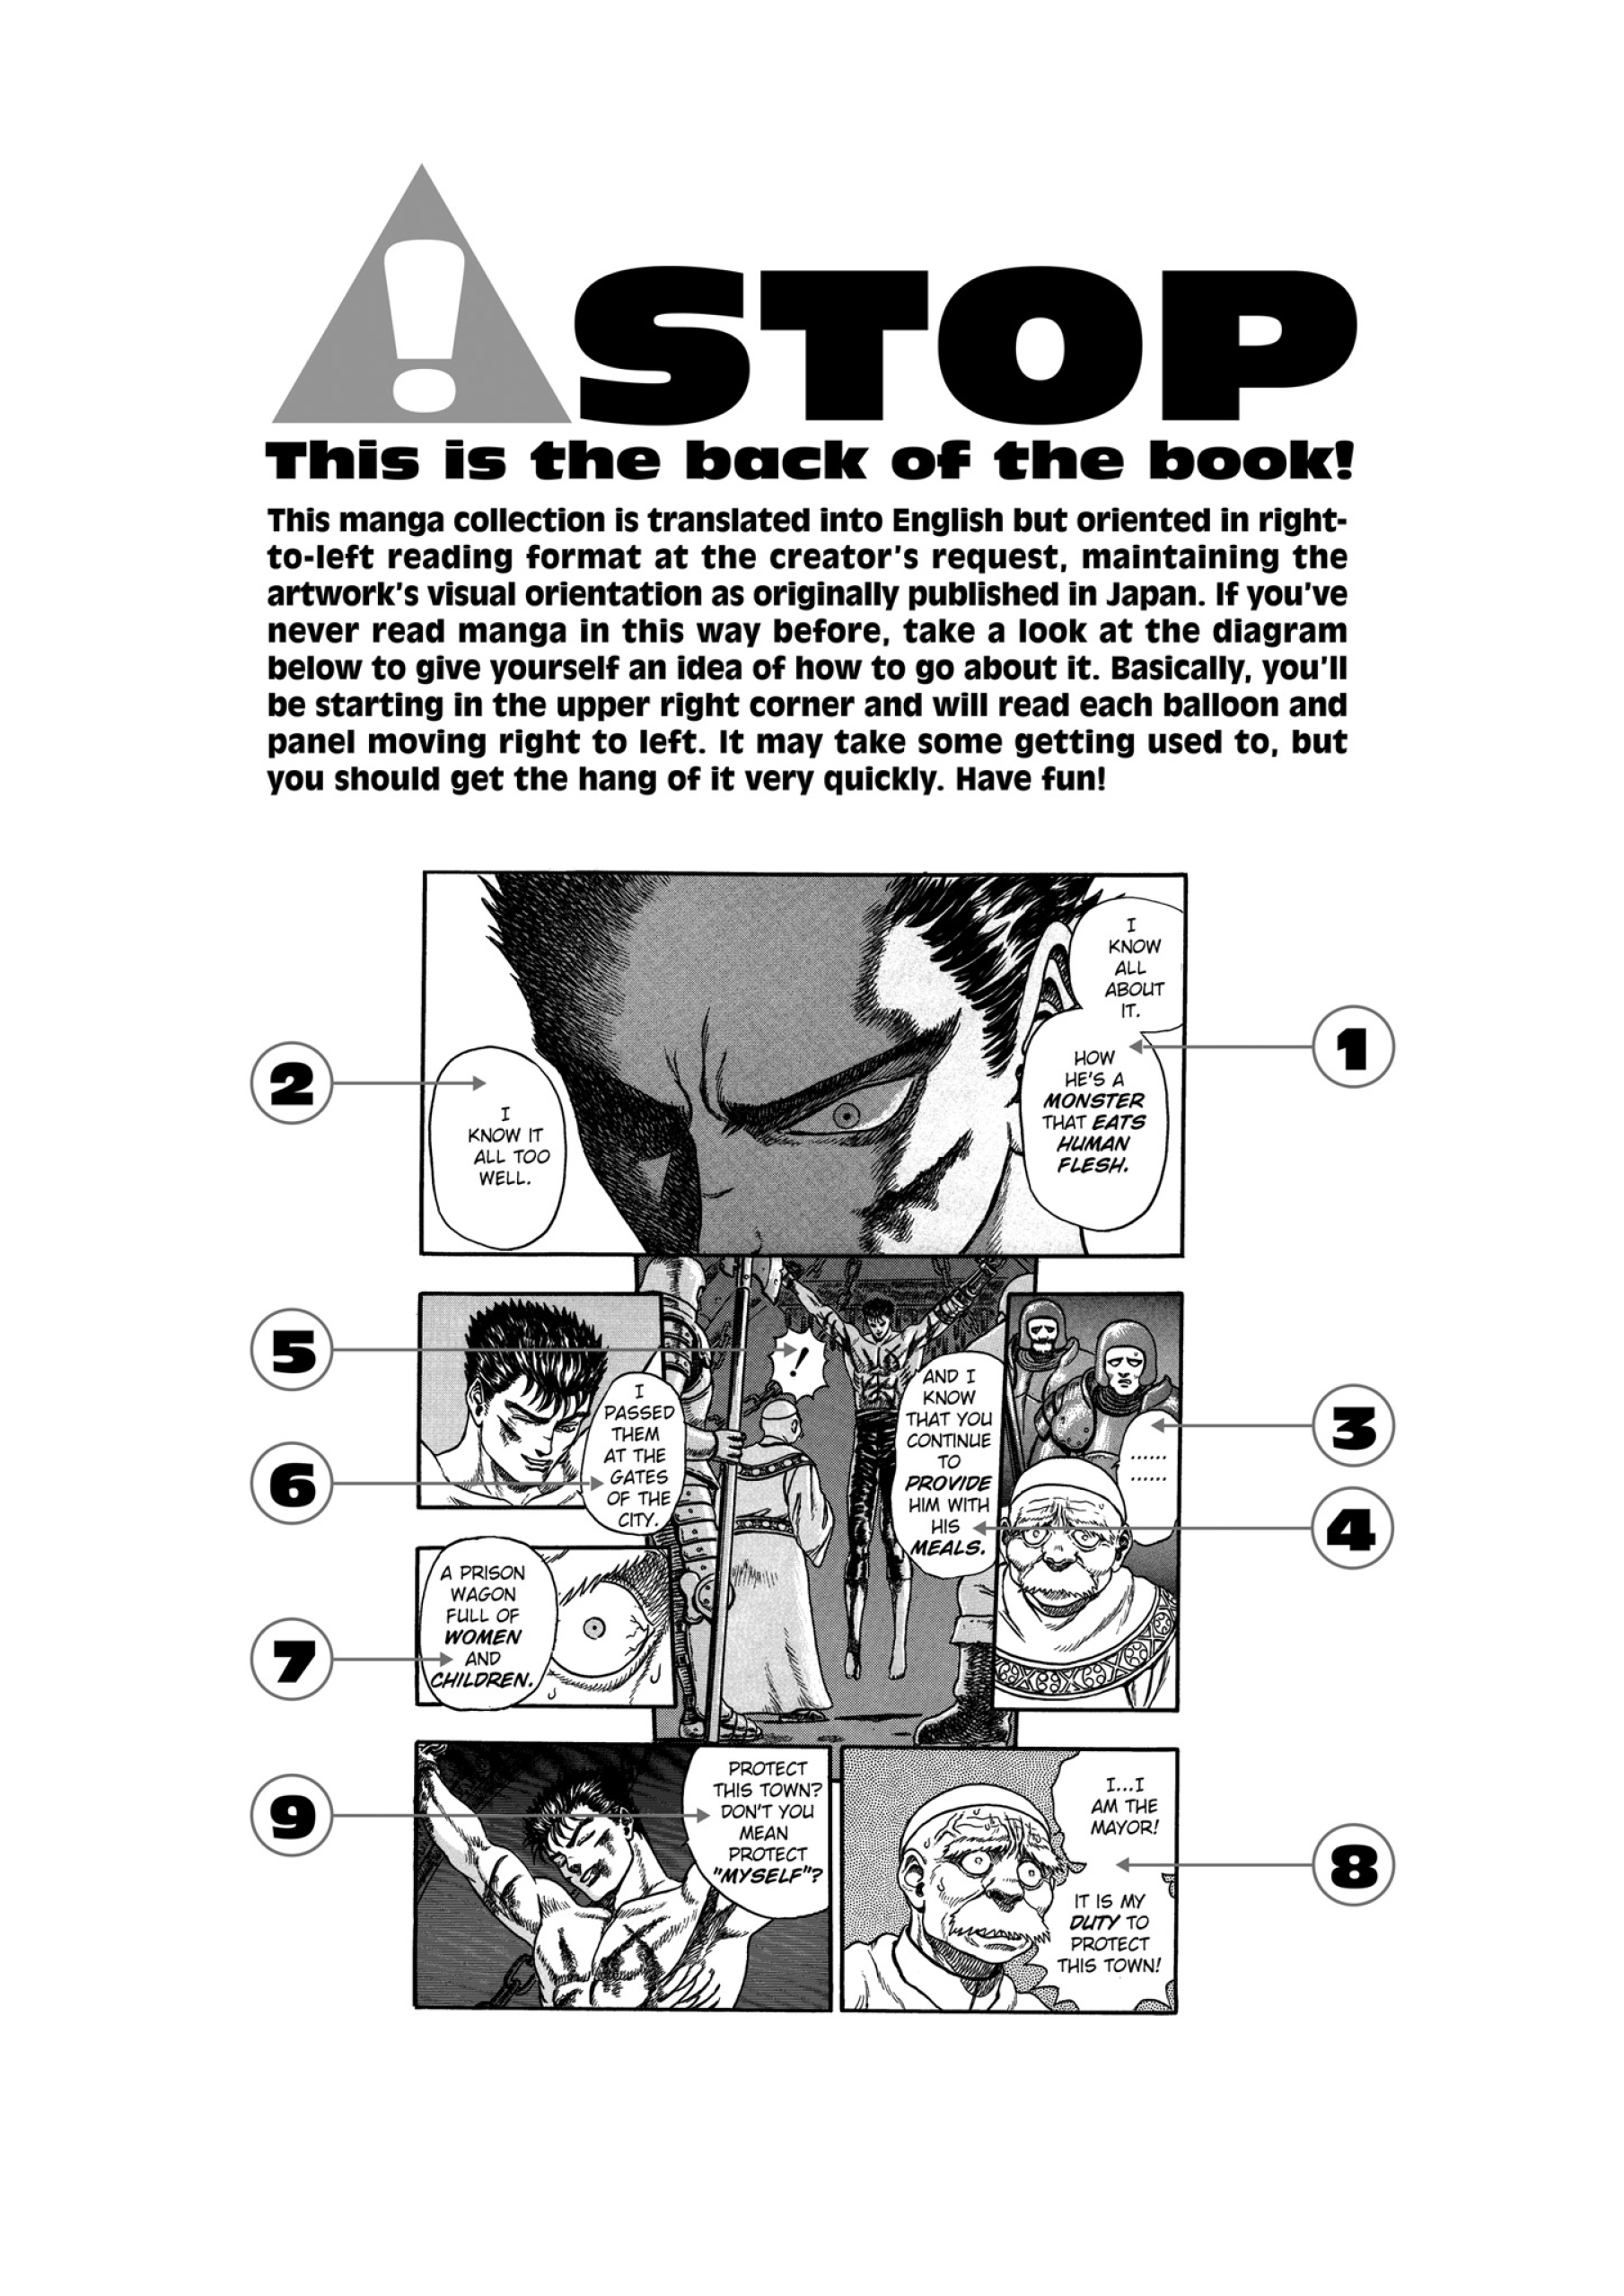 !
STOP
This is the back of the book!
This manga collection is translated into English but oriented in right-
to-left reading format at the creator's request, maintaining the
artwork's visual orientation as originally published in Japan. If you've
never read manga in this way before, take a look at the diagram
below to give yourself an idea of how to go about it. Basically, you'll
be starting in the upper right corner and will read each balloon and
panel moving right to left. It may take some getting used to, but
you should get the hang of it very quickly. Have fun!
1
I
KNOW
ALL
ABOUT
IT.
HOW
HE'S A
MONSTER
THAT EATS
HUMAN
FLESH.
2
I
KNOW IT
ALL TOO
WELL.
3
......
......
4
AND I
KNOW
THAT YOU
CONTINUE
TO
PROVIDE
HIM WITH
HIS
MEALS.
5
!
6
I
PASSED
THEM
AT THE
GATES
OF THE
CITY.
7
A PRISON
WAGON
FULL OF
WOMEN
AND
CHILDREN.
8
I...I
AM THE
MAYOR!
IT IS MY
DUTY TO
PROTECT
THIS TOWN!
9
PROTECT
THIS TOWN?
DON'T YOU
MEAN
PROTECT
"MYSELF"?